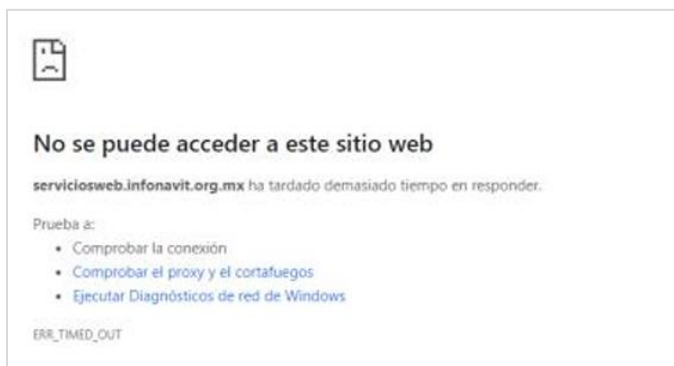 No se puede acceder a este sitio web
serviciosweb.infonavit.org.mx ha tardado demasiado tiempo en responder.
Prueba a:
• Comprobar la conexión
• Comprobar el proxy y el cortafuegos
• Ejecutar Diagnósticos de red de Windows
ERR_TIMED_OUT